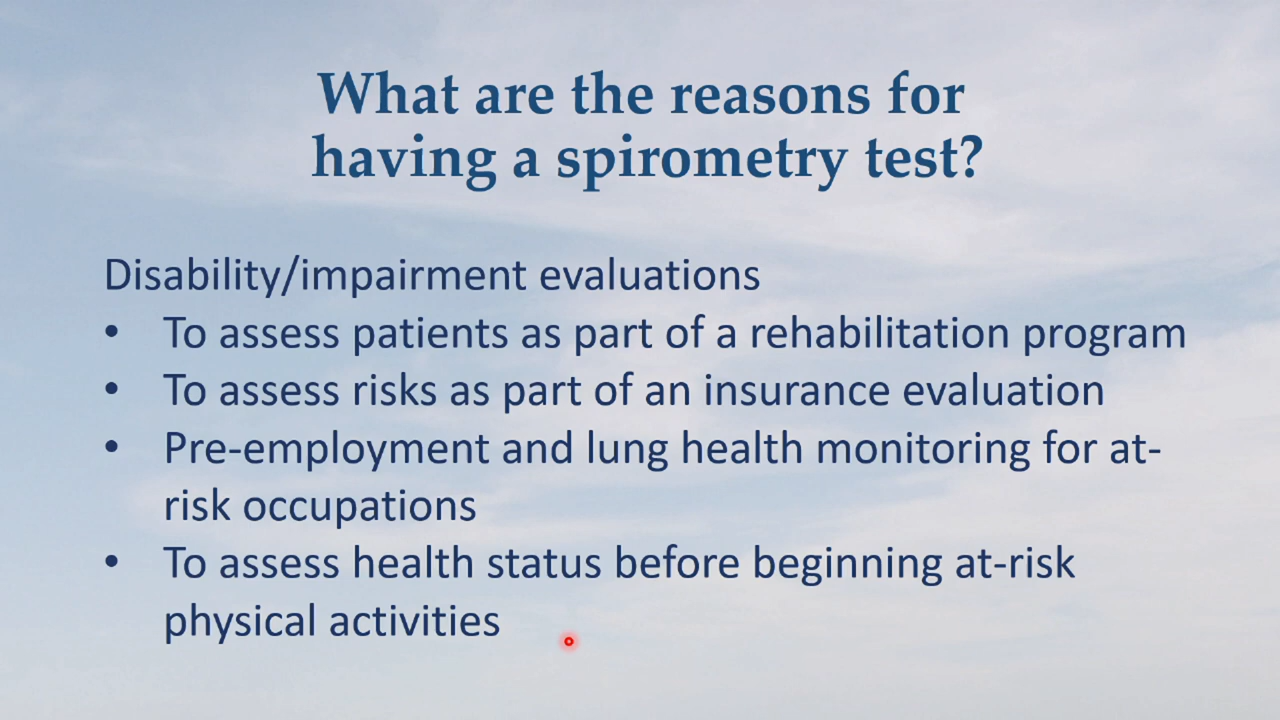 What are the reasons for
having a spirometry test?
Disability/impairment evaluations
• To assess patients as part of a rehabilitation program
• To assess risks as part of an insurance evaluation
• Pre-employment and lung health monitoring for at-
risk occupations
• To assess health status before beginning at-risk
physical activities